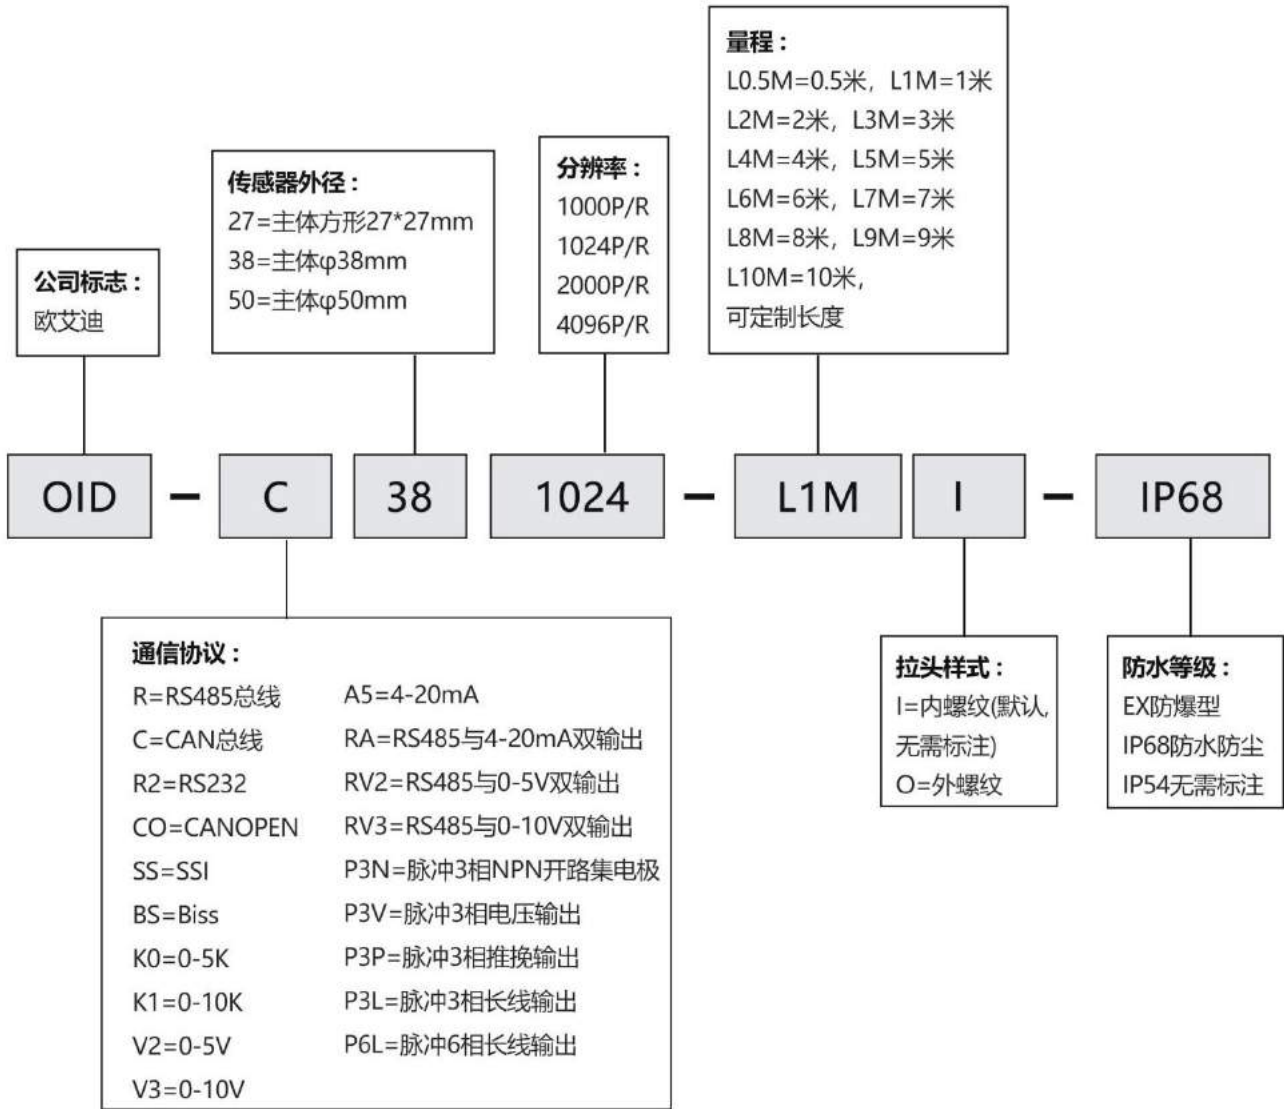 量程：
L0.5M=0.5米，L1M=1米
L2M=2米，L3M=3米
L4M=4米，L5M=5米
L6M=6米，L7M=7米
L8M=8米，L9M=9米
L10M=10米，
可定制长度
分辨率：
1000P/R
1024P/R
2000P/R
4096P/R
传感器外径：
27=主体方形27*27mm
38=主体φ38mm
50=主体φ50mm
公司标志：
欧艾迪
OID - C 38 1024 - L1M I - IP68
通信协议：
R=RS485总线 A5=4-20mA
C=CAN总线 RA=RS485与4-20mA双输出
R2=RS232 RV2=RS485与0-5V双输出
CO=CANOPEN RV3=RS485与0-10V双输出
SS=SSI P3N=脉冲3相NPN开路集电极
BS=Biss P3V=脉冲3相电压输出
K0=0-5K P3P=脉冲3相推挽输出
K1=0-10K P3L=脉冲3相长线输出
V2=0-5V P6L=脉冲6相长线输出
V3=0-10V
拉头样式：
I=内螺纹(默认,
无需标注)
O=外螺纹
防水等级：
EX防爆型
IP68防水防尘
IP54无需标注